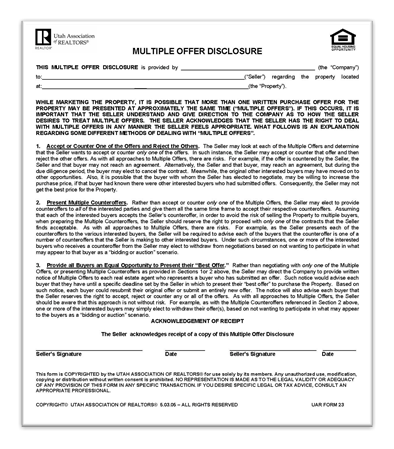 Utah Association
of REALTORS®
REALTOR®
EQUAL HOUSING
OPPORTUNITY
MULTIPLE OFFER DISCLOSURE
THIS MULTIPLE OFFER DISCLOSURE is provided by (the "Company")
to: ("Seller") regarding the property located
at: (the "Property").
WHILE MARKETING THE PROPERTY, IT IS POSSIBLE THAT MORE THAN ONE WRITTEN PURCHASE OFFER FOR THE
PROPERTY MAY BE PRESENTED AT APPROXIMATELY THE SAME TIME ("MULTIPLE OFFERS"). IF THIS OCCURS, IT IS
IMPORTANT THAT THE SELLER UNDERSTAND AND GIVE DIRECTION TO THE COMPANY AS TO HOW THE SELLER
DESIRES TO TREAT MULTIPLE OFFERS. THE SELLER ACKNOWLEDGES THAT THE SELLER HAS THE RIGHT TO DEAL
WITH MULTIPLE OFFERS IN ANY MANNER THE SELLER FEELS APPROPRIATE. WHAT FOLLOWS IS AN EXPLANATION
REGARDING SOME DIFFERENT METHODS OF DEALING WITH "MULTIPLE OFFERS".
1. Accept or Counter One of the Offers and Reject the Others. The Seller may look at each of the Multiple Offers and determine
that the Seller wants to accept or counter only one of the offers. In such instance, the Seller may accept or counter that offer and then
reject the other offers. As with all approaches to Multiple Offers, there are risks. For example, if the offer is countered by the Seller, the
Seller and that buyer may not reach an agreement. Alternatively, the Seller and that buyer, may reach an agreement, but during the
due diligence period, the buyer may elect to cancel the contract. Meanwhile, the original other interested buyers may have moved on to
other opportunities. Also, it is possible that the buyer with whom the Seller has elected to negotiate, may be willing to increase the
purchase price, if that buyer had known there were other interested buyers who had submitted offers. Consequently, the Seller may not
get the best price for the Property.
2. Present Multiple Counteroffers. Rather than accept or counter only one of the Multiple Offers, the Seller may elect to provide
counteroffers to all of the interested parties and give them all the same time frame to accept their respective counteroffers. Assuming
that each of the interested buyers accepts the Seller's counteroffer, in order to avoid the risk of selling the Property to multiple buyers,
when preparing the Multiple Counteroffers, the Seller should reserve the right to proceed with only one of the contracts that the Seller
finds acceptable. As with all approaches to Multiple Offers, there are risks. For example, as the Seller presents each of the
counteroffers to the various interested buyers, the Seller will be required to advise each of the buyers that the counteroffer is one of a
number of counteroffers that the Seller is making to other interested buyers. Under such circumstances, one or more of the interested
buyers who receives a counteroffer from the Seller may elect to withdraw from negotiations based on not wanting to participate in what
may appear to that buyer as a "bidding or auction" scenario.
3. Provide all Buyers an Equal Opportunity to Present their "Best Offer." Rather than negotiating with only one of the Multiple
Offers, or presenting Multiple Counteroffers as provided in Sections 1 or 2 above, the Seller may direct the Company to provide written
notice of Multiple Offers to each real estate agent who represents a buyer who has submitted an offer. Such notice would advise each
buyer that they have until a specific deadline set by the Seller in which to present their "best offer" to purchase the Property. Based on
such notice, each buyer could resubmit their original offer or submit an entirely new offer. The notice will also advise each buyer that
the Seller reserves the right to accept, reject or counter any or all of the offers. As with all approaches to Multiple Offers, the Seller
should be aware that this approach is not without risk. For example, as with the Multiple Counteroffers referenced in Section 2 above,
one or more of the interested buyers may simply elect to withdraw their offer(s), based on not wanting to participate in what may appear
to the buyers as a "bidding or auction" scenario.
ACKNOWLEDGEMENT OF RECEIPT
The Seller acknowledges receipt of a copy of this Multiple Offer Disclosure
Seller's Signature Date Seller's Signature Date
This form is COPYRIGHTED by the UTAH ASSOCIATION OF REALTORS® for use solely by its members. Any unauthorized use, modification,
copying or distribution without written consent is prohibited. NO REPRESENTATION IS MADE AS TO THE LEGAL VALIDITY OR ADEQUACY
OF ANY PROVISION OF THIS FORM IN ANY SPECIFIC TRANSACTION. IF YOU DESIRE SPECIFIC LEGAL OR TAX ADVICE, CONSULT AN
APPROPRIATE PROFESSIONAL.
COPYRIGHT© UTAH ASSOCIATION OF REALTORS® 5.03.05 – ALL RIGHTS RESERVED UAR FORM 23